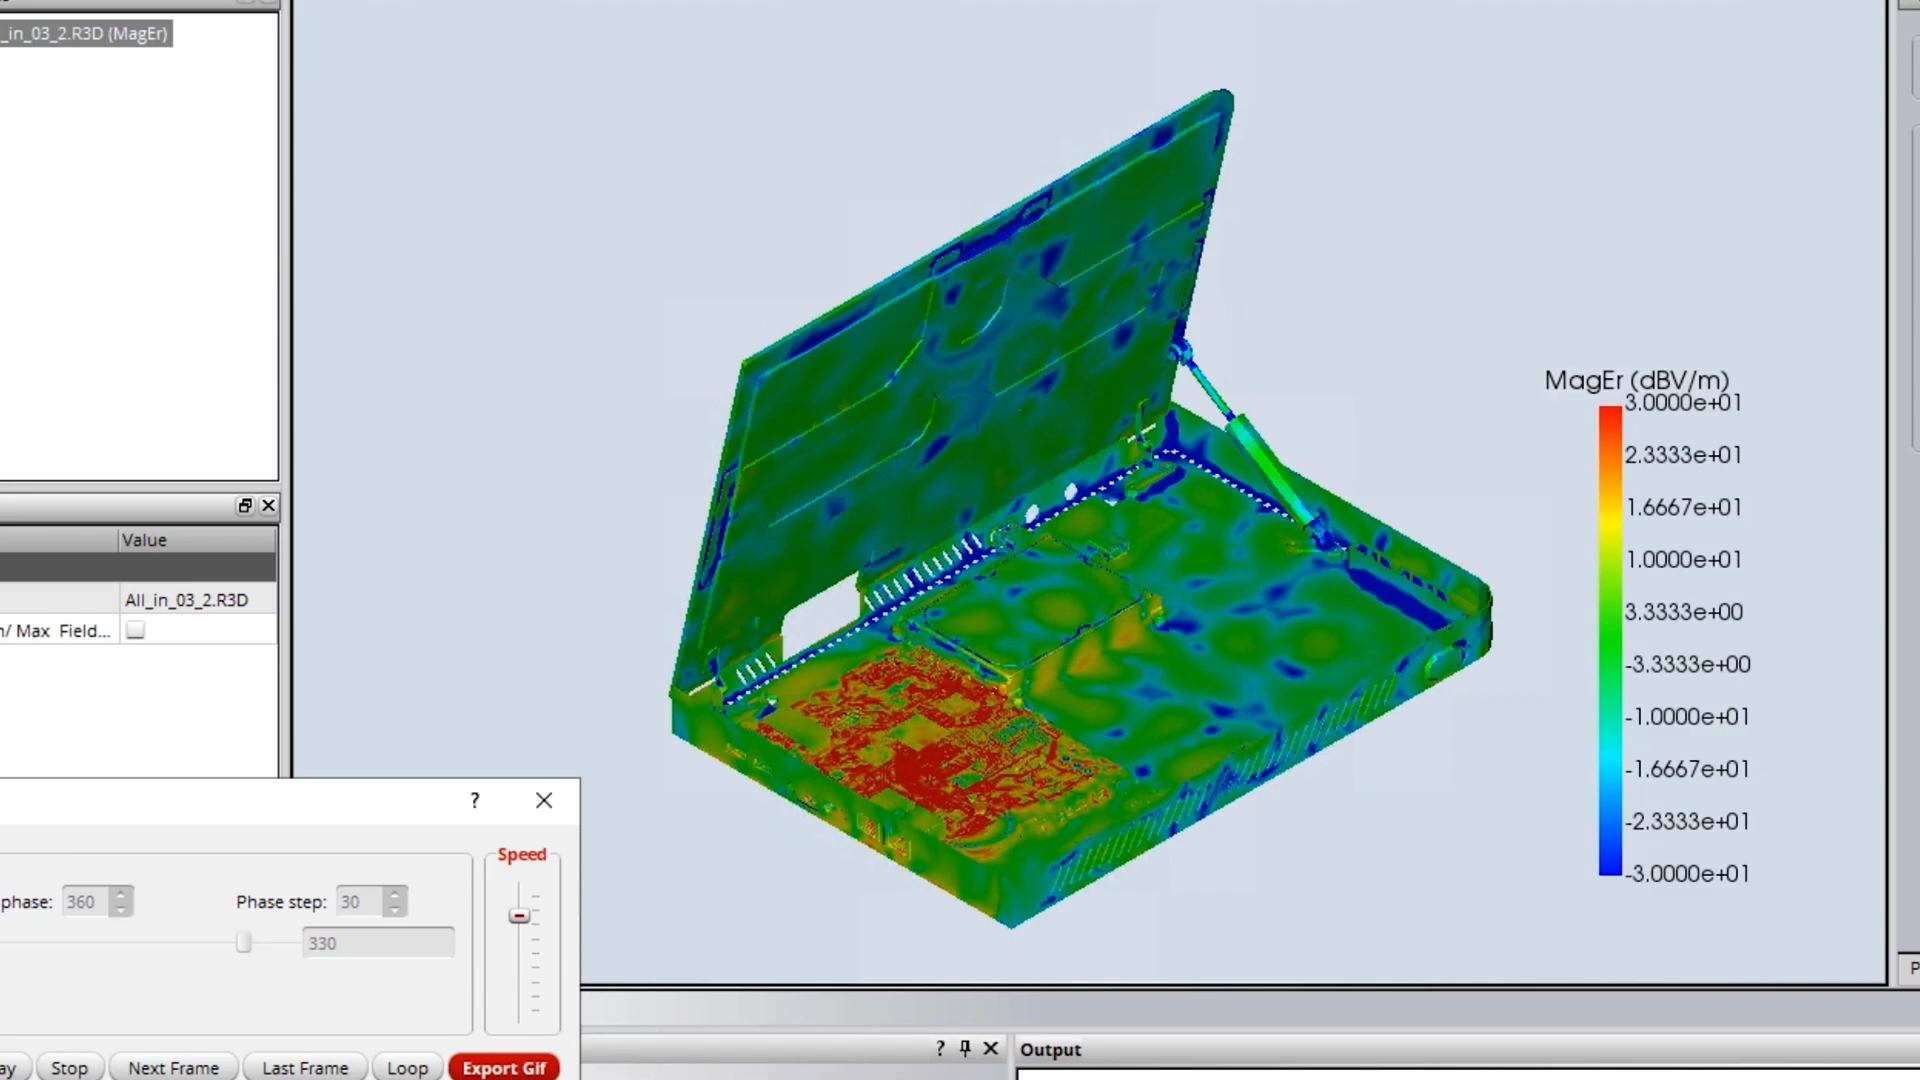 _in_03_2.R3D (MagEr)
Value
All_in_03_2.R3D
n/ Max Field...
MagEr (dBV/m)
3.0000e+01
2.3333e+01
1.6667e+01
1.0000e+01
3.3333e+00
-3.3333e+00
-1.0000e+01
-1.6667e+01
-2.3333e+01
-3.0000e+01
?
Speed
phase: 360
Phase step: 30
330
ay
Stop
Next Frame
Last Frame
Loop
Export Gif
?
Output
P